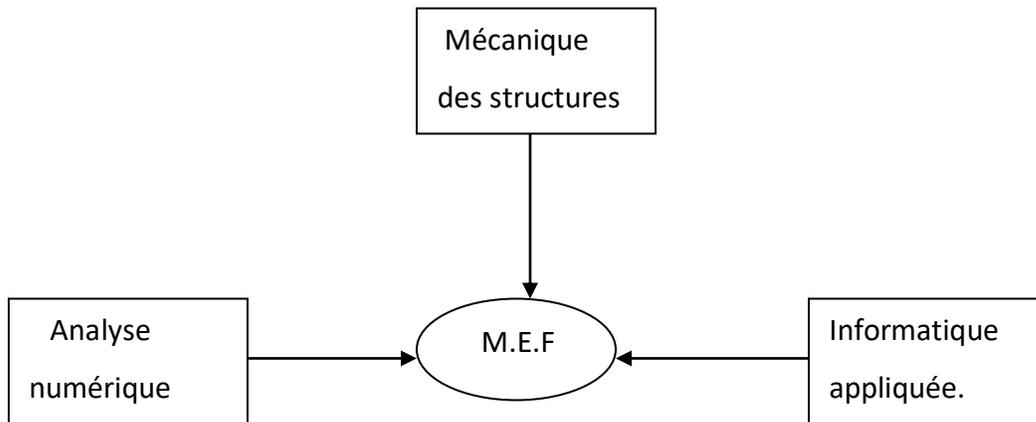 Mécanique
des structures
Analyse
numérique
M.E.F
Informatique
appliquée.